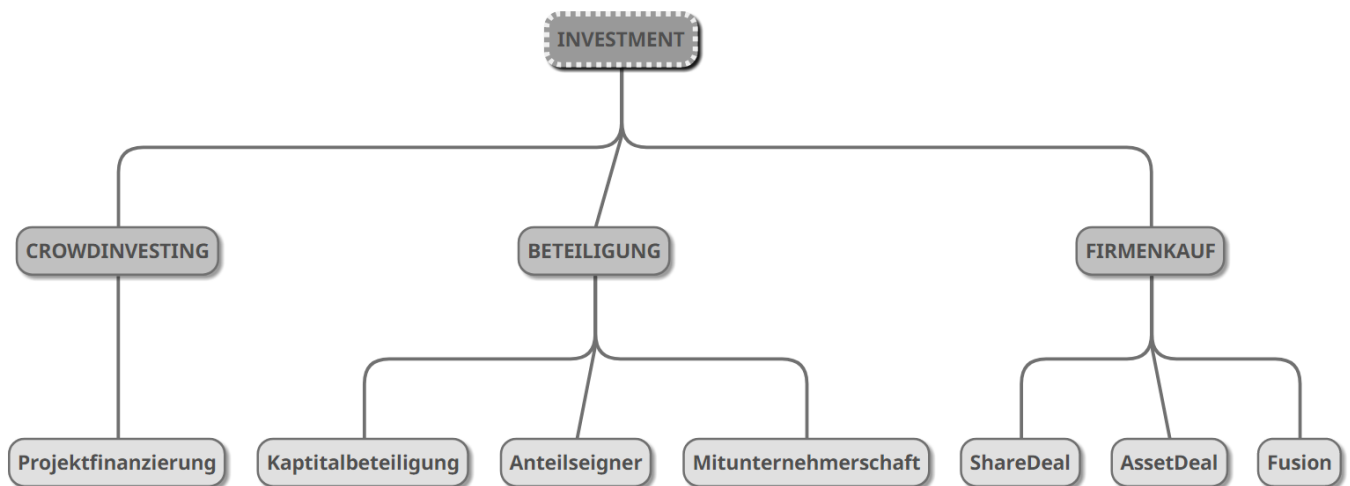 INVESTMENT
CROWDINVESTING
BETEILIGUNG
FIRMENKAUF
Projektfinanzierung
Kaptitalbeteiligung
Anteilseigner
Mitunternehmerschaft
ShareDeal
AssetDeal
Fusion